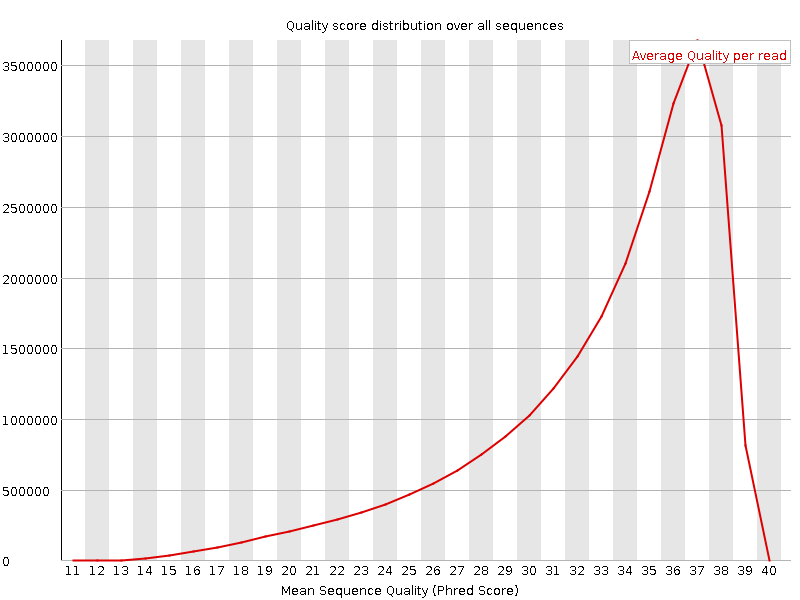 Quality score distribution over all sequences
Average Quality per read
3500000
3000000
2500000
2000000
1500000
1000000
500000
0
11 12 13 14 15 16 17 18 19 20 21 22 23 24 25 26 27 28 29 30 31 32 33 34 35 36 37 38 39 40
Mean Sequence Quality (Phred Score)